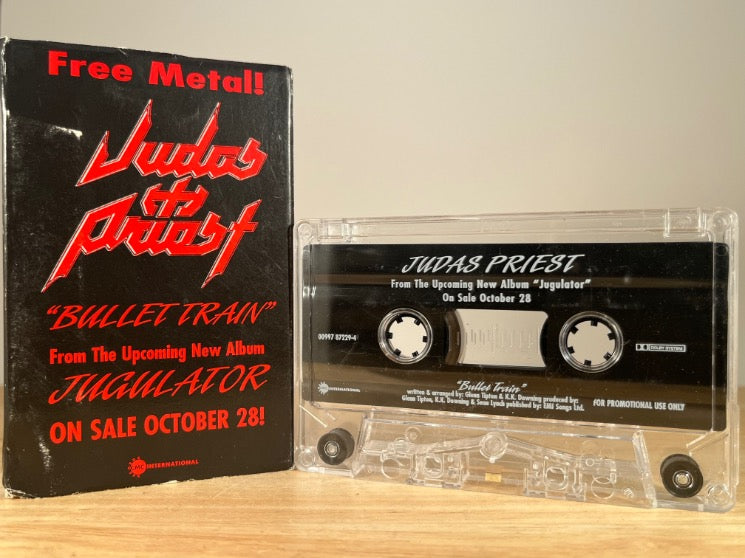 Free Metal!
Judas
Priest
"BULLET TRAIN"
From The Upcoming New Album
JUGULATOR
ON SALE OCTOBER 28!
INTERNATIONAL
JUDAS PRIEST
From The Upcoming New Album "Jugulator"
On Sale October 28
00997-87229-4
DOLBY SYSTEM
"Bullet Train"
written & arranged by: Glenn Tipton & K.K. Downing produced by:
Glenn Tipton, K.K. Downing & Sean Lynch published by: EMI Songs Ltd.
INTERNATIONAL
FOR PROMOTIONAL USE ONLY